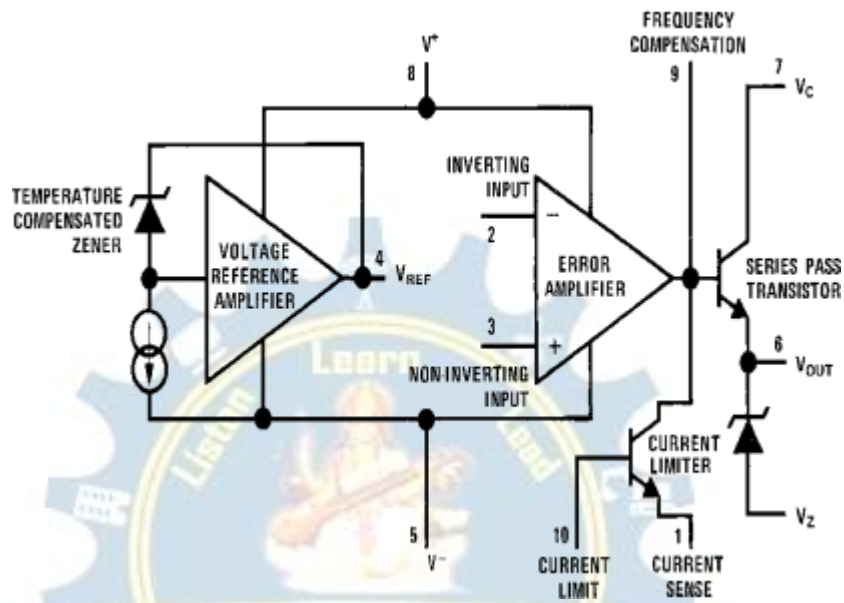 FREQUENCY
COMPENSATION
V+
8
9
7
VC
INVERTING
INPUT
2
−
TEMPERATURE
COMPENSATED
ZENER
VOLTAGE
REFERENCE
AMPLIFIER
4
VREF
ERROR
AMPLIFIER
SERIES PASS
TRANSISTOR
3
+
NON-INVERTING
INPUT
6
VOUT
Listen
Learn
Lead
CURRENT
LIMITER
5
V−
10
CURRENT
LIMIT
1
CURRENT
SENSE
VZ